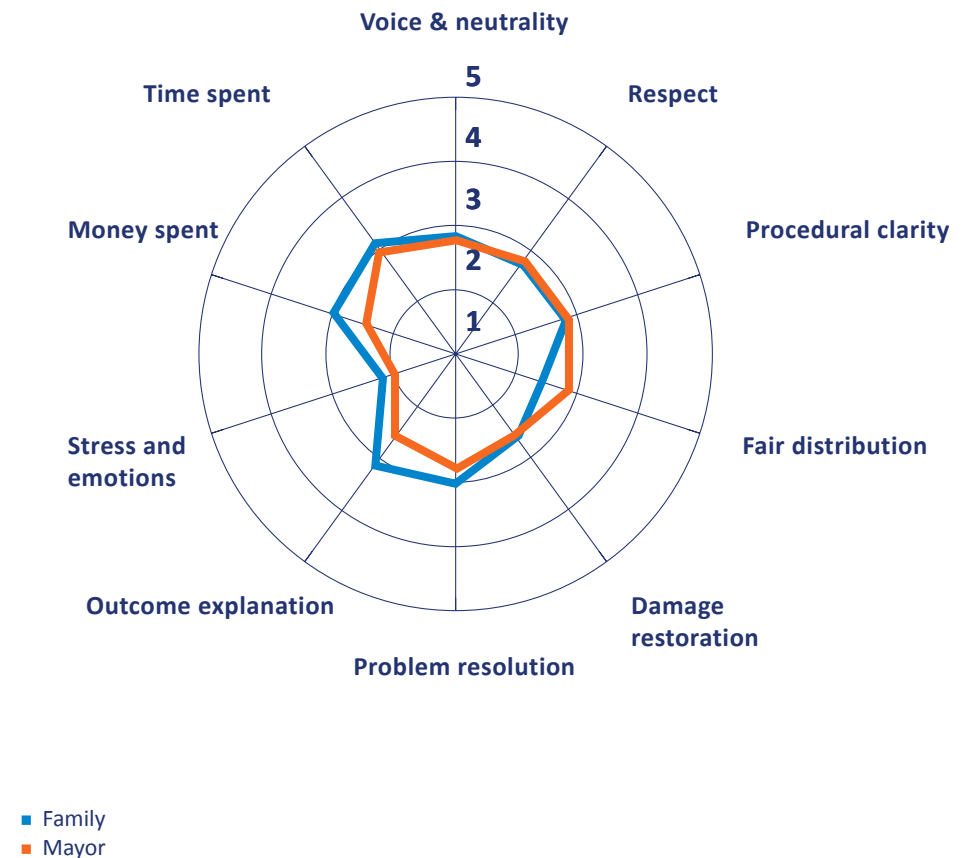 Voice & neutrality
5
Time spent
Respect
4
3
Money spent
Procedural clarity
2
1
Stress and
emotions
Fair distribution
Outcome explanation
Damage
restoration
Problem resolution
Family
Mayor